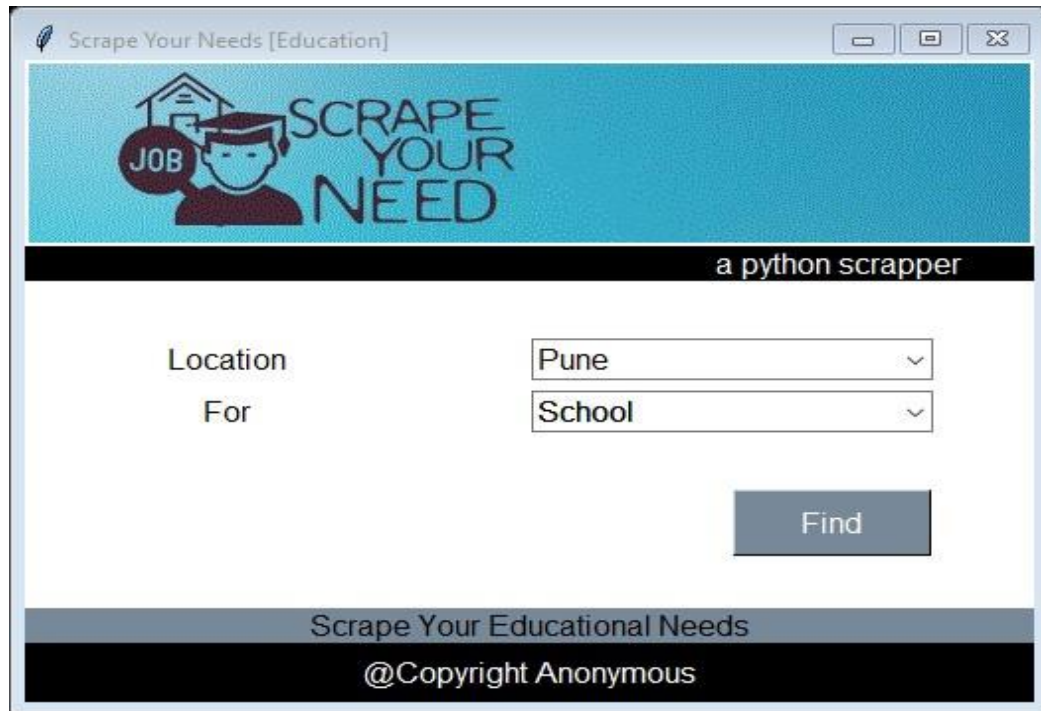 Scrape Your Needs [Education]
JOB
SCRAPE
YOUR
NEED
a python scrapper
Location
Pune
For
School
Find
Scrape Your Educational Needs
@Copyright Anonymous